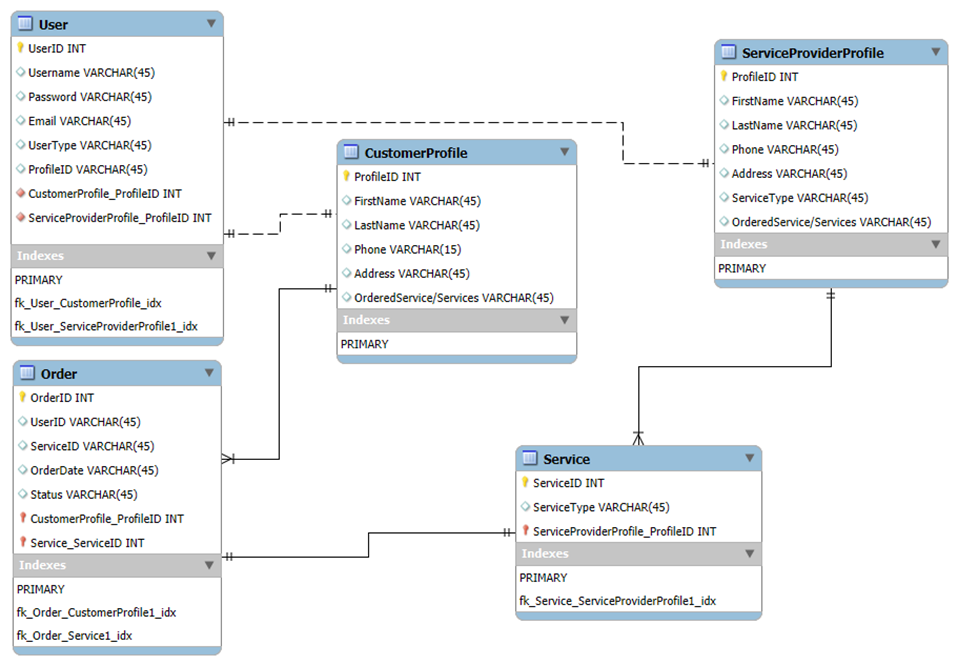 User
UserID INT
Username VARCHAR(45)
Password VARCHAR(45)
Email VARCHAR(45)
UserType VARCHAR(45)
ProfileID VARCHAR(45)
CustomerProfile_ProfileID INT
ServiceProviderProfile_ProfileID INT
Indexes
PRIMARY
fk_User_CustomerProfile_idx
fk_User_ServiceProviderProfile1_idx
CustomerProfile
ProfileID INT
FirstName VARCHAR(45)
LastName VARCHAR(45)
Phone VARCHAR(15)
Address VARCHAR(45)
OrderedService/Services VARCHAR(45)
Indexes
PRIMARY
ServiceProviderProfile
ProfileID INT
FirstName VARCHAR(45)
LastName VARCHAR(45)
Phone VARCHAR(45)
Address VARCHAR(45)
ServiceType VARCHAR(45)
OrderedService/Services VARCHAR(45)
Indexes
PRIMARY
Order
OrderID INT
UserID VARCHAR(45)
ServiceID VARCHAR(45)
OrderDate VARCHAR(45)
Status VARCHAR(45)
CustomerProfile_ProfileID INT
Service_ServiceID INT
Indexes
PRIMARY
fk_Order_CustomerProfile1_idx
fk_Order_Service1_idx
Service
ServiceID INT
ServiceType VARCHAR(45)
ServiceProviderProfile_ProfileID INT
Indexes
PRIMARY
fk_Service_ServiceProviderProfile1_idx